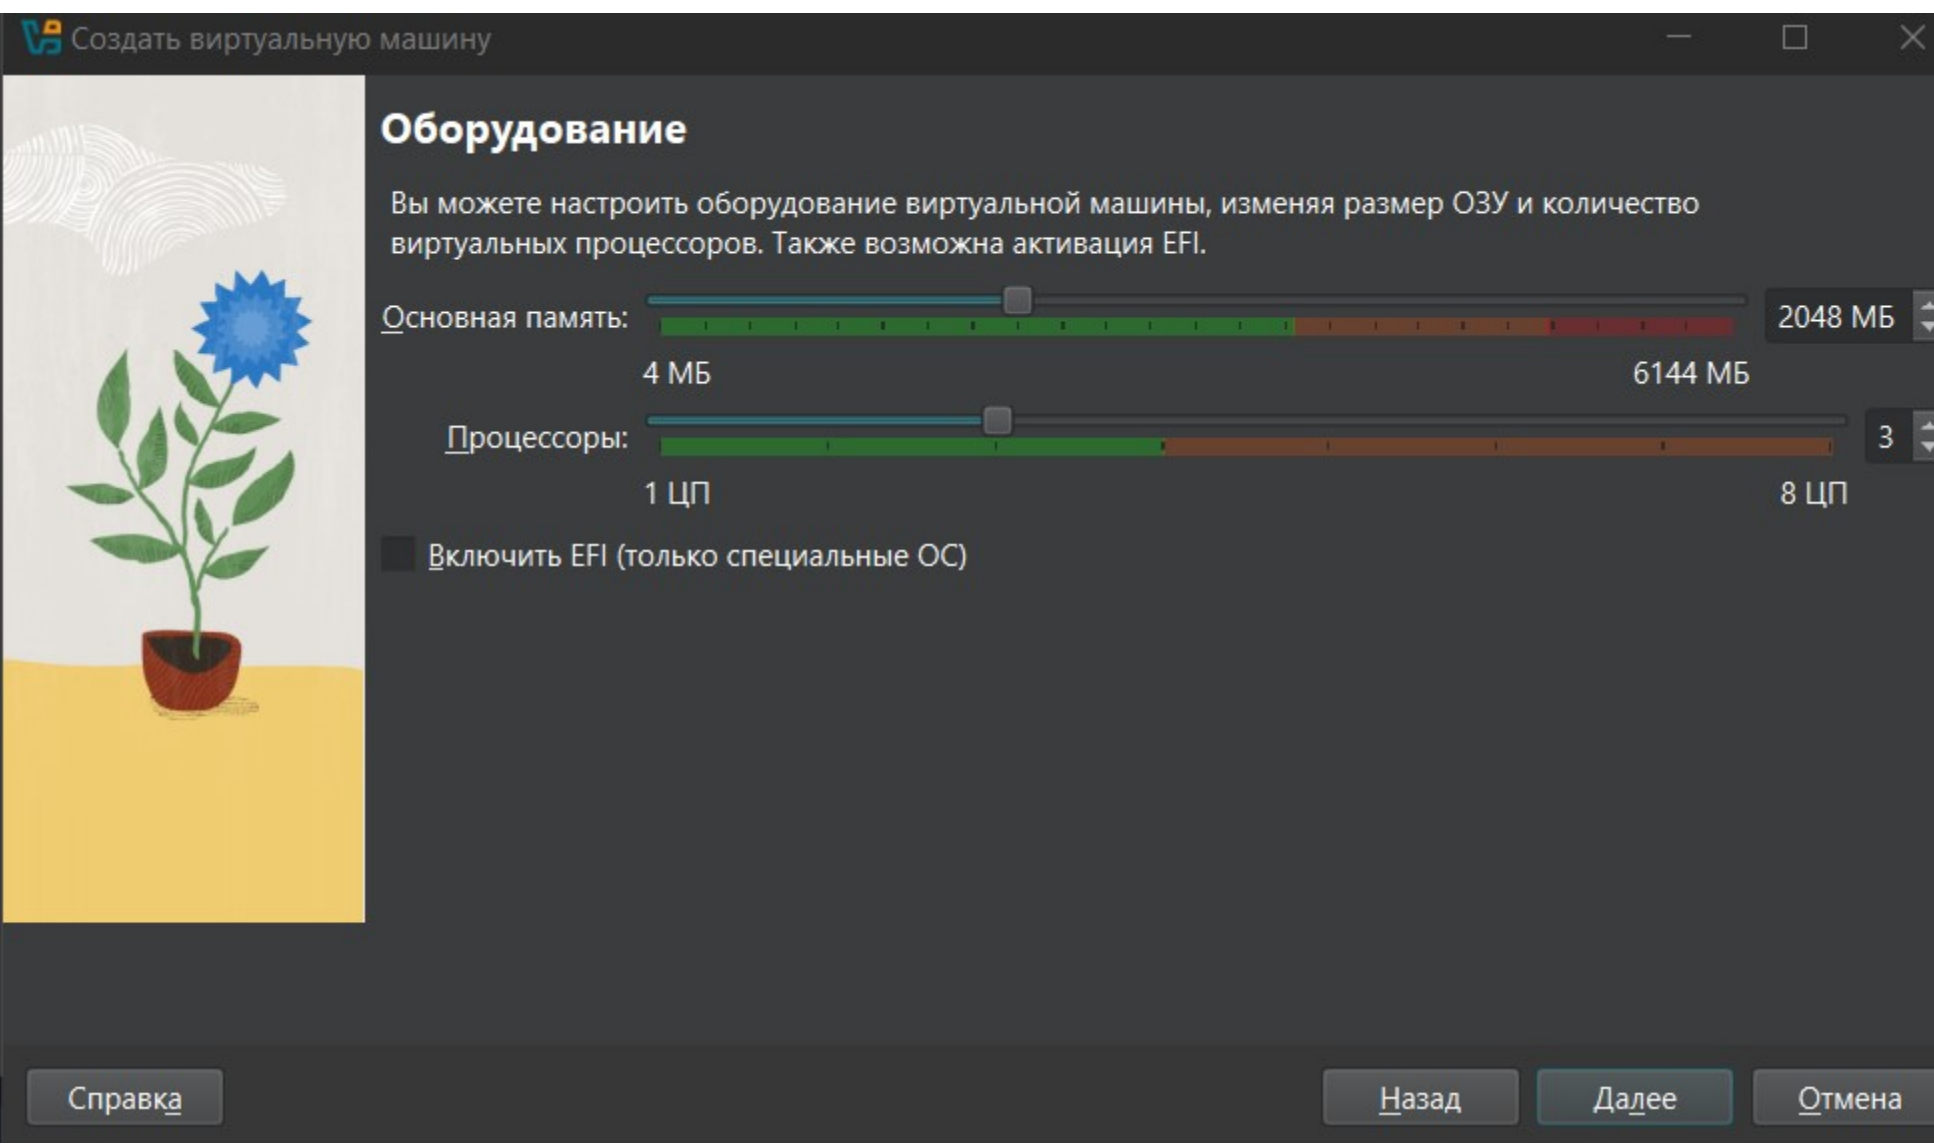 Создать виртуальную машину
Оборудование
Вы можете настроить оборудование виртуальной машины, изменяя размер ОЗУ и количество
виртуальных процессоров. Также возможна активация EFI.
Основная память:
2048 МБ
4 МБ
6144 МБ
Процессоры:
3
1 ЦП
8 ЦП
Включить EFI (только специальные ОС)
Справка
Назад
Далее
Отмена